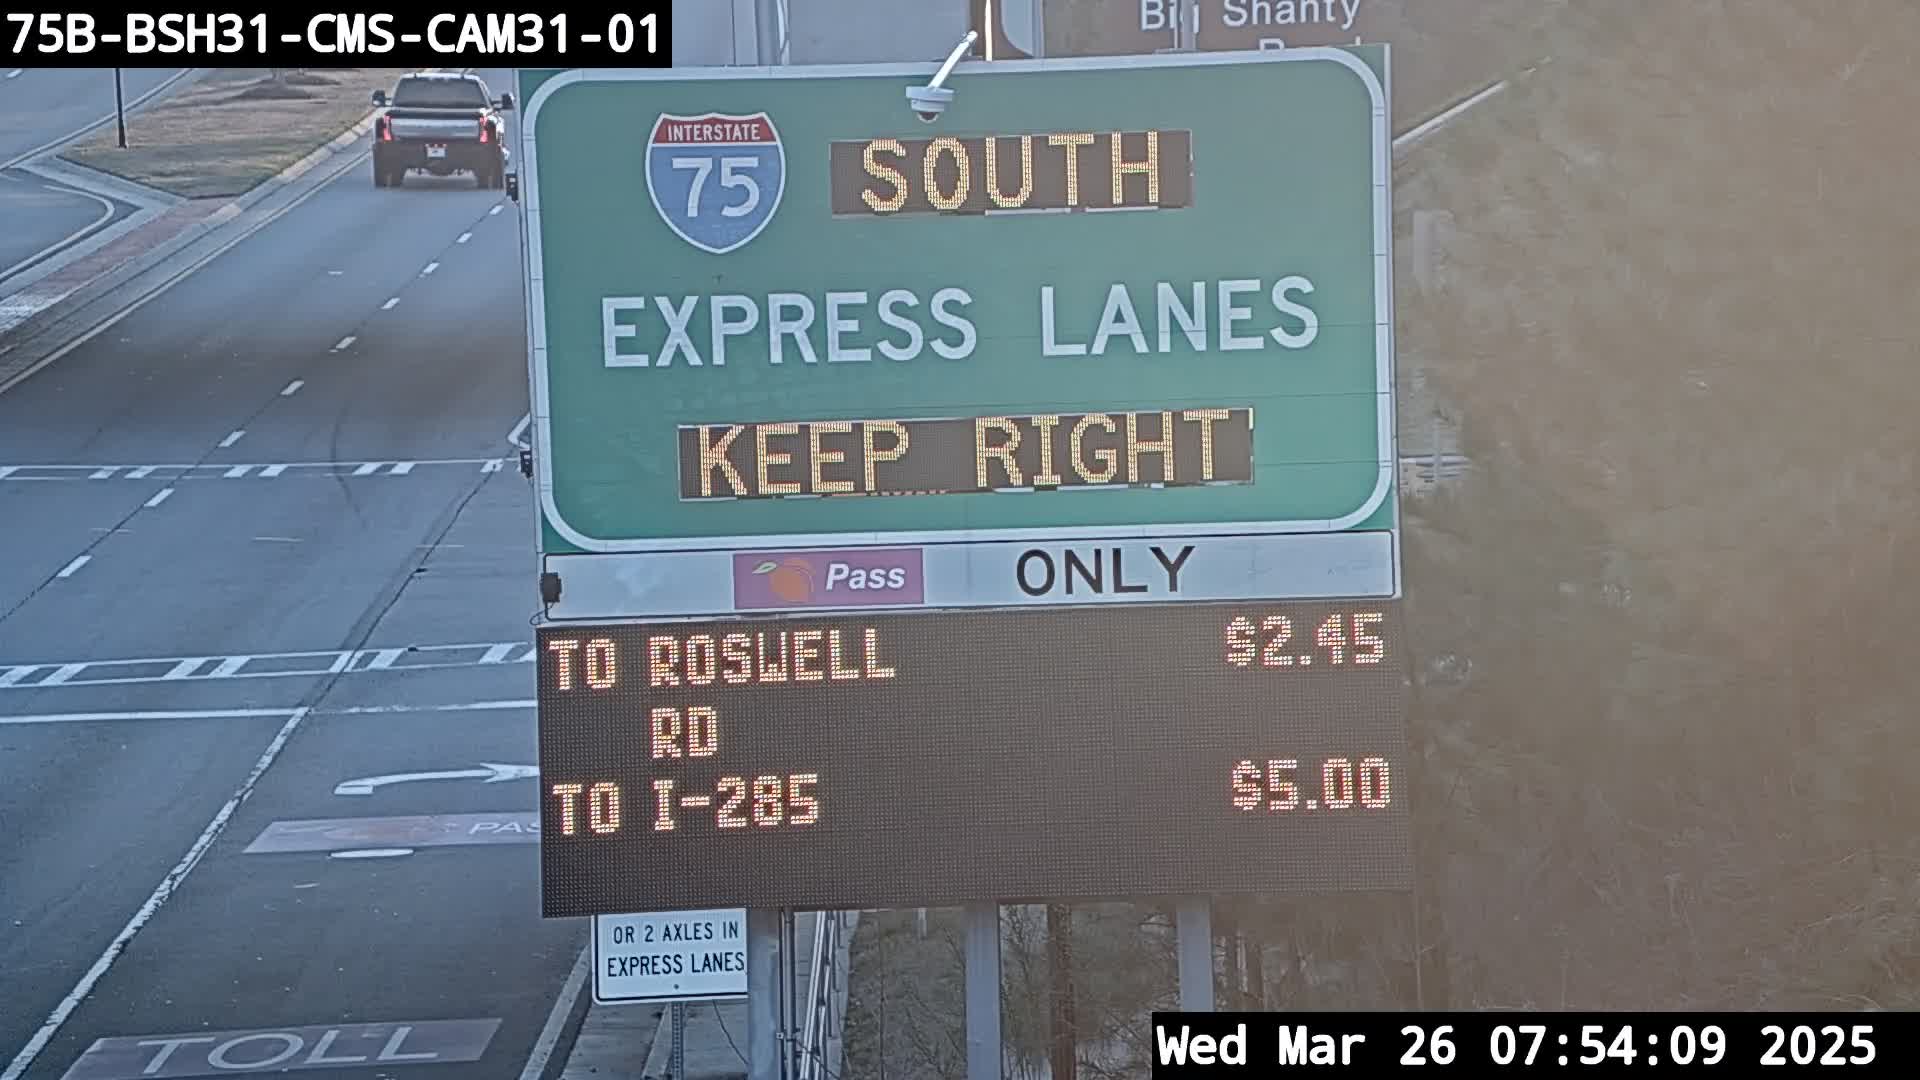 75B-BSH31-CMS-CAM31-01
Big Shanty
INTERSTATE
75
SOUTH
EXPRESS LANES
KEEP RIGHT
Pass ONLY
TO ROSWELL $2.45
RD
TO I-285 $5.00
OR 2 AXLES IN
EXPRESS LANES
TOLL
Wed Mar 26 07:54:09 2025